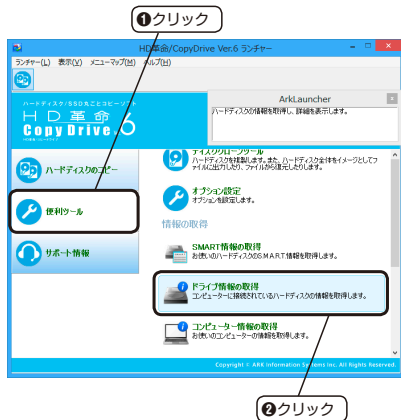 ❶クリック
HD革命/CopyDrive Ver.6 ランチャー
ランチャー(L) 表示(V) メニューマップ(M) ヘルプ(H)
ハードディスク/SSD丸ごとコピーソフト
HD革命
Copy Drive 6
ArkLauncher
ハードディスクの情報を取得し、詳細を表示します。
ハードディスクのコピー
便利ツール
サポート情報
ディスククローンツール
ハードディスクを複製します。また、ハードディスク全体をイメージとしてファイルに出力したり、ファイルから復元したりします。
オプション設定
オプションを設定します。
情報の取得
SMART情報の取得
お使いのハードディスクのS.M.A.R.T.情報を取得します。
ドライブ情報の取得
コンピューターに接続されているハードディスクの情報を取得します。
コンピューター情報の取得
お使いのコンピューターの情報を取得します。
Copyright © ARK Information Systems Inc. All Rights Reserved.
❷クリック